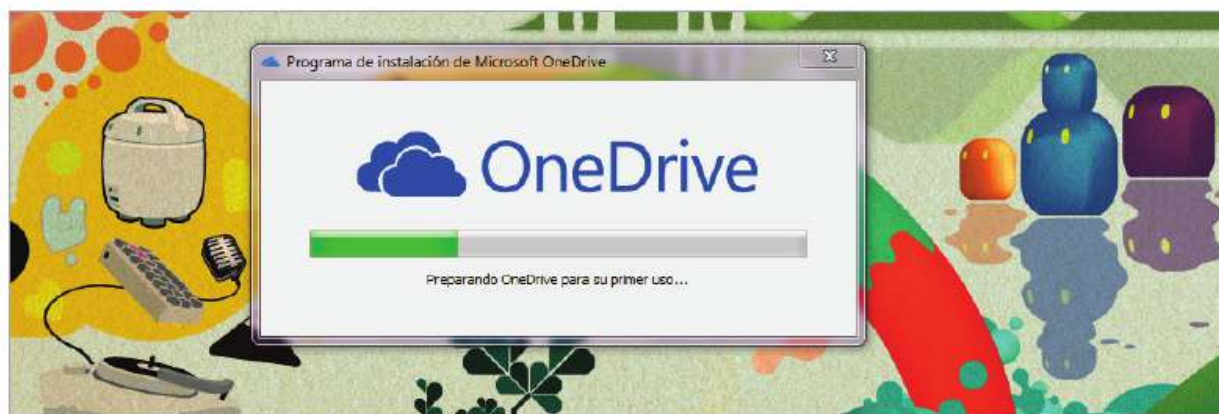 Programa de instalación de Microsoft OneDrive
OneDrive
Preparando OneDrive para su primer uso...